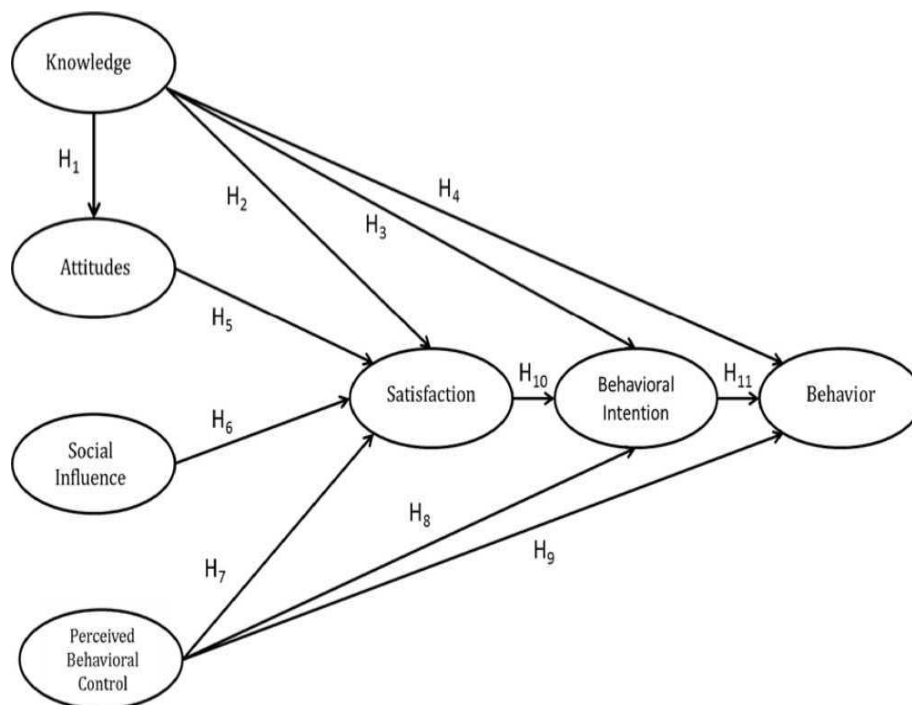 Knowledge
H₁
H₂
H₃
H₄
Attitudes
H₅
Satisfaction
H₁₀
Behavioral
Intention
H₁₁
Behavior
H₆
Social
Influence
H₇
H₈
H₉
Perceived
Behavioral
Control